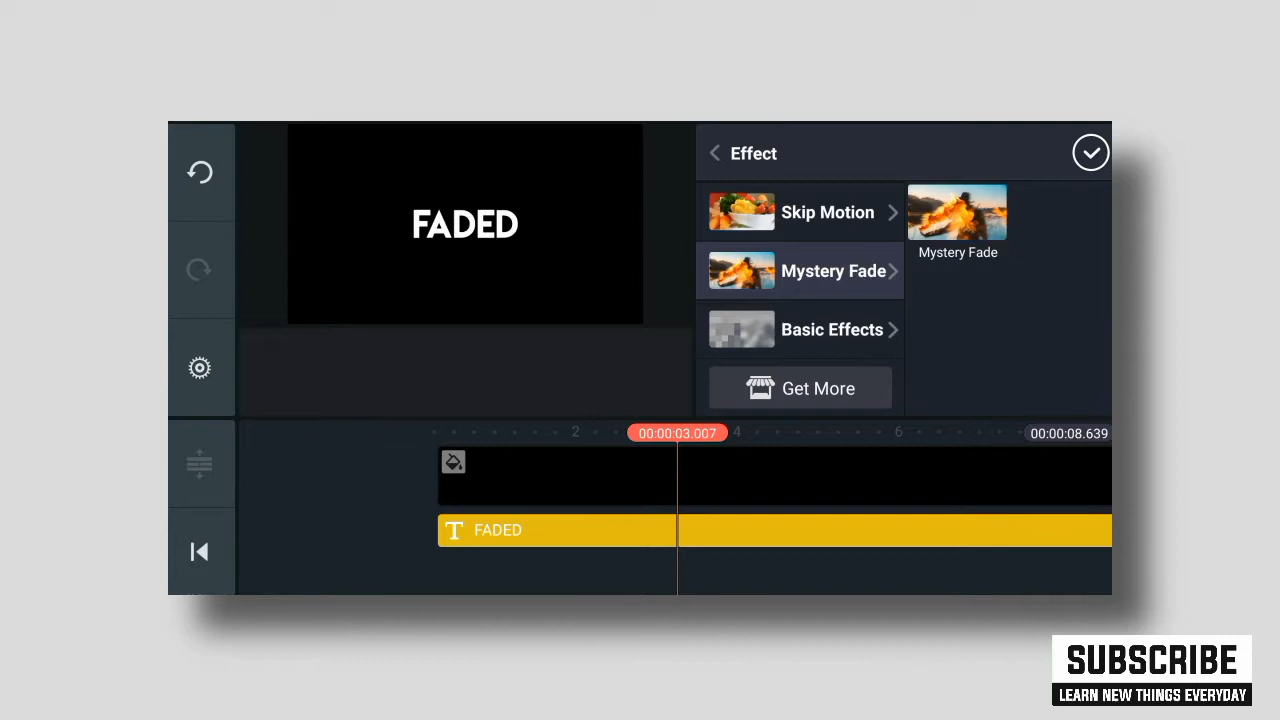 FADED
Effect
Skip Motion
Mystery Fade
Mystery Fade
Basic Effects
Get More
2
00:00:03.007
4
6
00:00:08.639
T FADED
SUBSCRIBE
LEARN NEW THINGS EVERYDAY